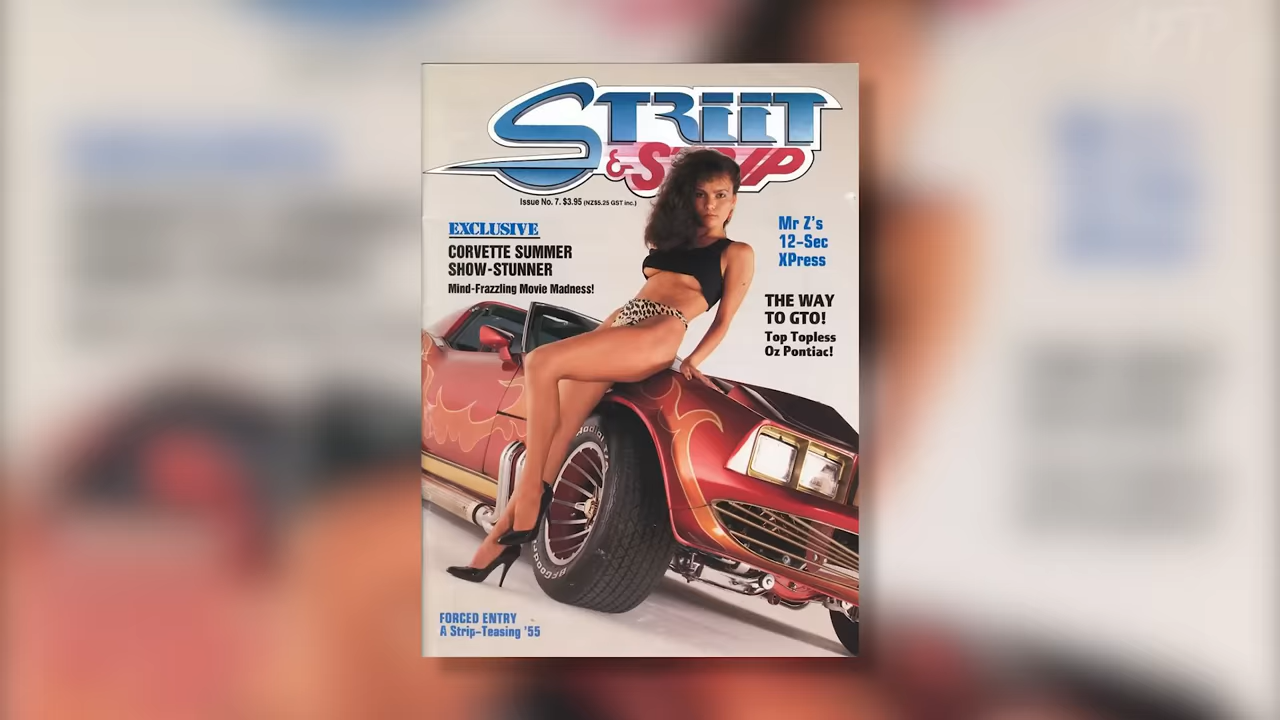 STREET
& STRIP
Issue No. 7. $3.95 (NZ$5.25 GST inc.)
EXCLUSIVE
CORVETTE SUMMER
SHOW-STUNNER
Mind-Frazzling Movie Madness!
Mr Z's
12-Sec
XPress
THE WAY
TO GTO!
Top Topless
Oz Pontiac!
FORCED ENTRY
A Strip-Teasing '55